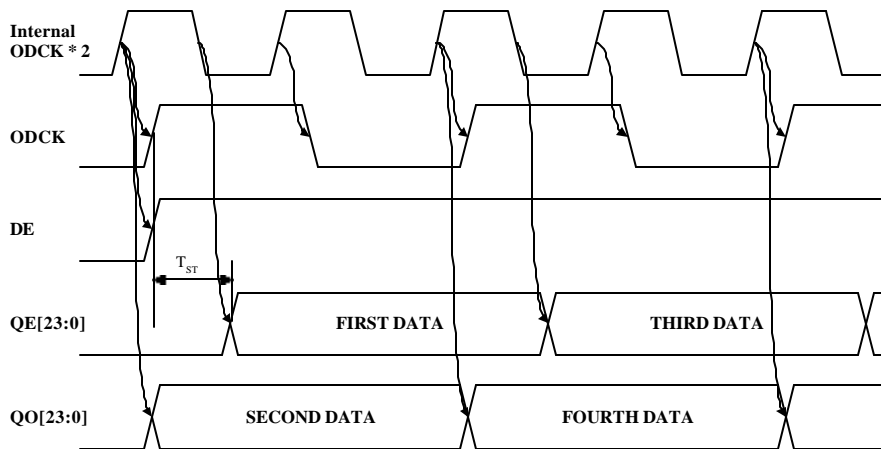 Internal
ODCK * 2
ODCK
DE
T_ST
QE[23:0]
FIRST DATA
THIRD DATA
QO[23:0]
SECOND DATA
FOURTH DATA